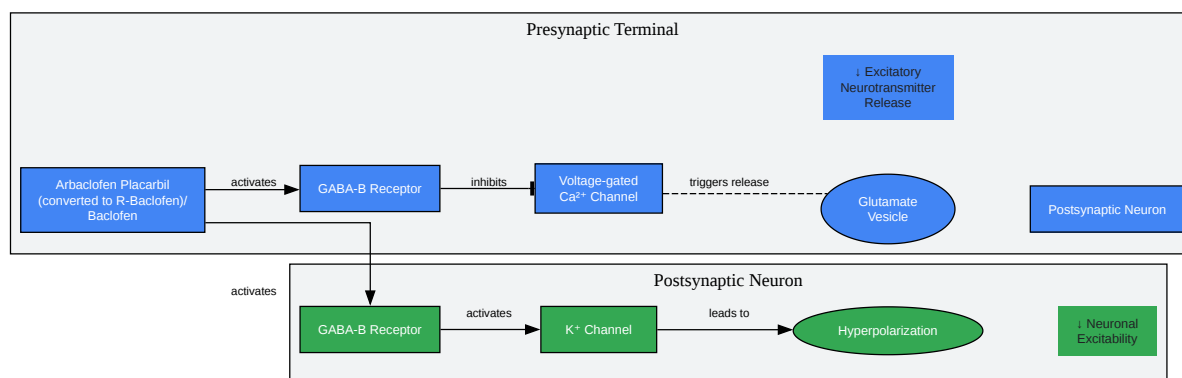 Presynaptic Terminal
↓ Excitatory
Neurotransmitter
Release
Arbaclofen Placarbil
(converted to R-Baclofen)/
Baclofen
activates
GABA-B Receptor
inhibits
Voltage-gated
Ca²⁺ Channel
triggers release
Glutamate
Vesicle
Postsynaptic Neuron
activates
Postsynaptic Neuron
GABA-B Receptor
activates
K⁺ Channel
leads to
Hyperpolarization
↓ Neuronal
Excitability